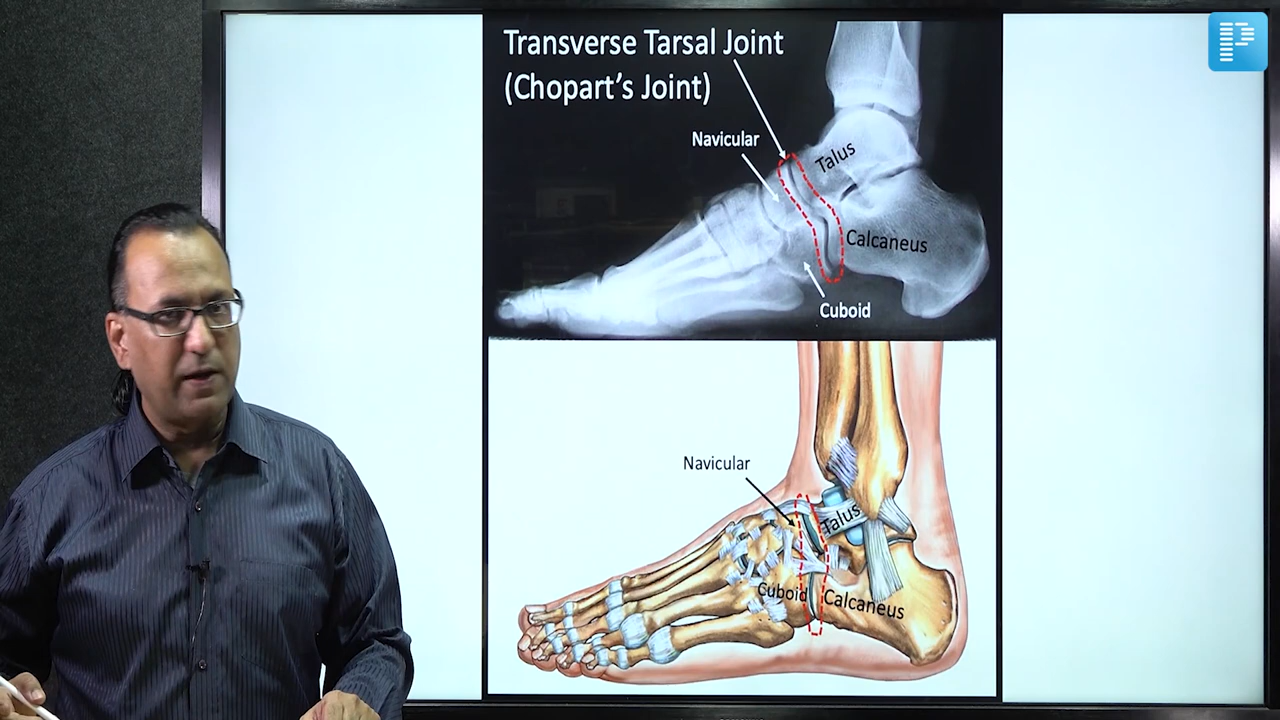 Transverse Tarsal Joint
(Chopart's Joint)
Navicular
Talus
Calcaneus
Cuboid
Navicular
Talus
Cuboid
Calcaneus
P